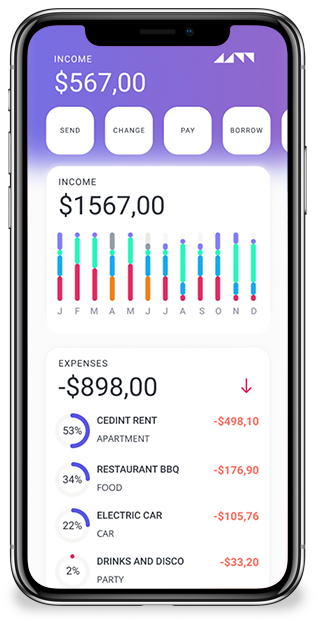 INCOME
$567,00
SEND CHANGE PAY BORROW
INCOME
$1567,00
J F M A M J J A S O N D
EXPENSES
-$898,00
53% CEDINT RENT -$498,10
APARTMENT
34% RESTAURANT BBQ -$176,90
FOOD
22% ELECTRIC CAR -$105,76
CAR
2% DRINKS AND DISCO -$33,20
PARTY